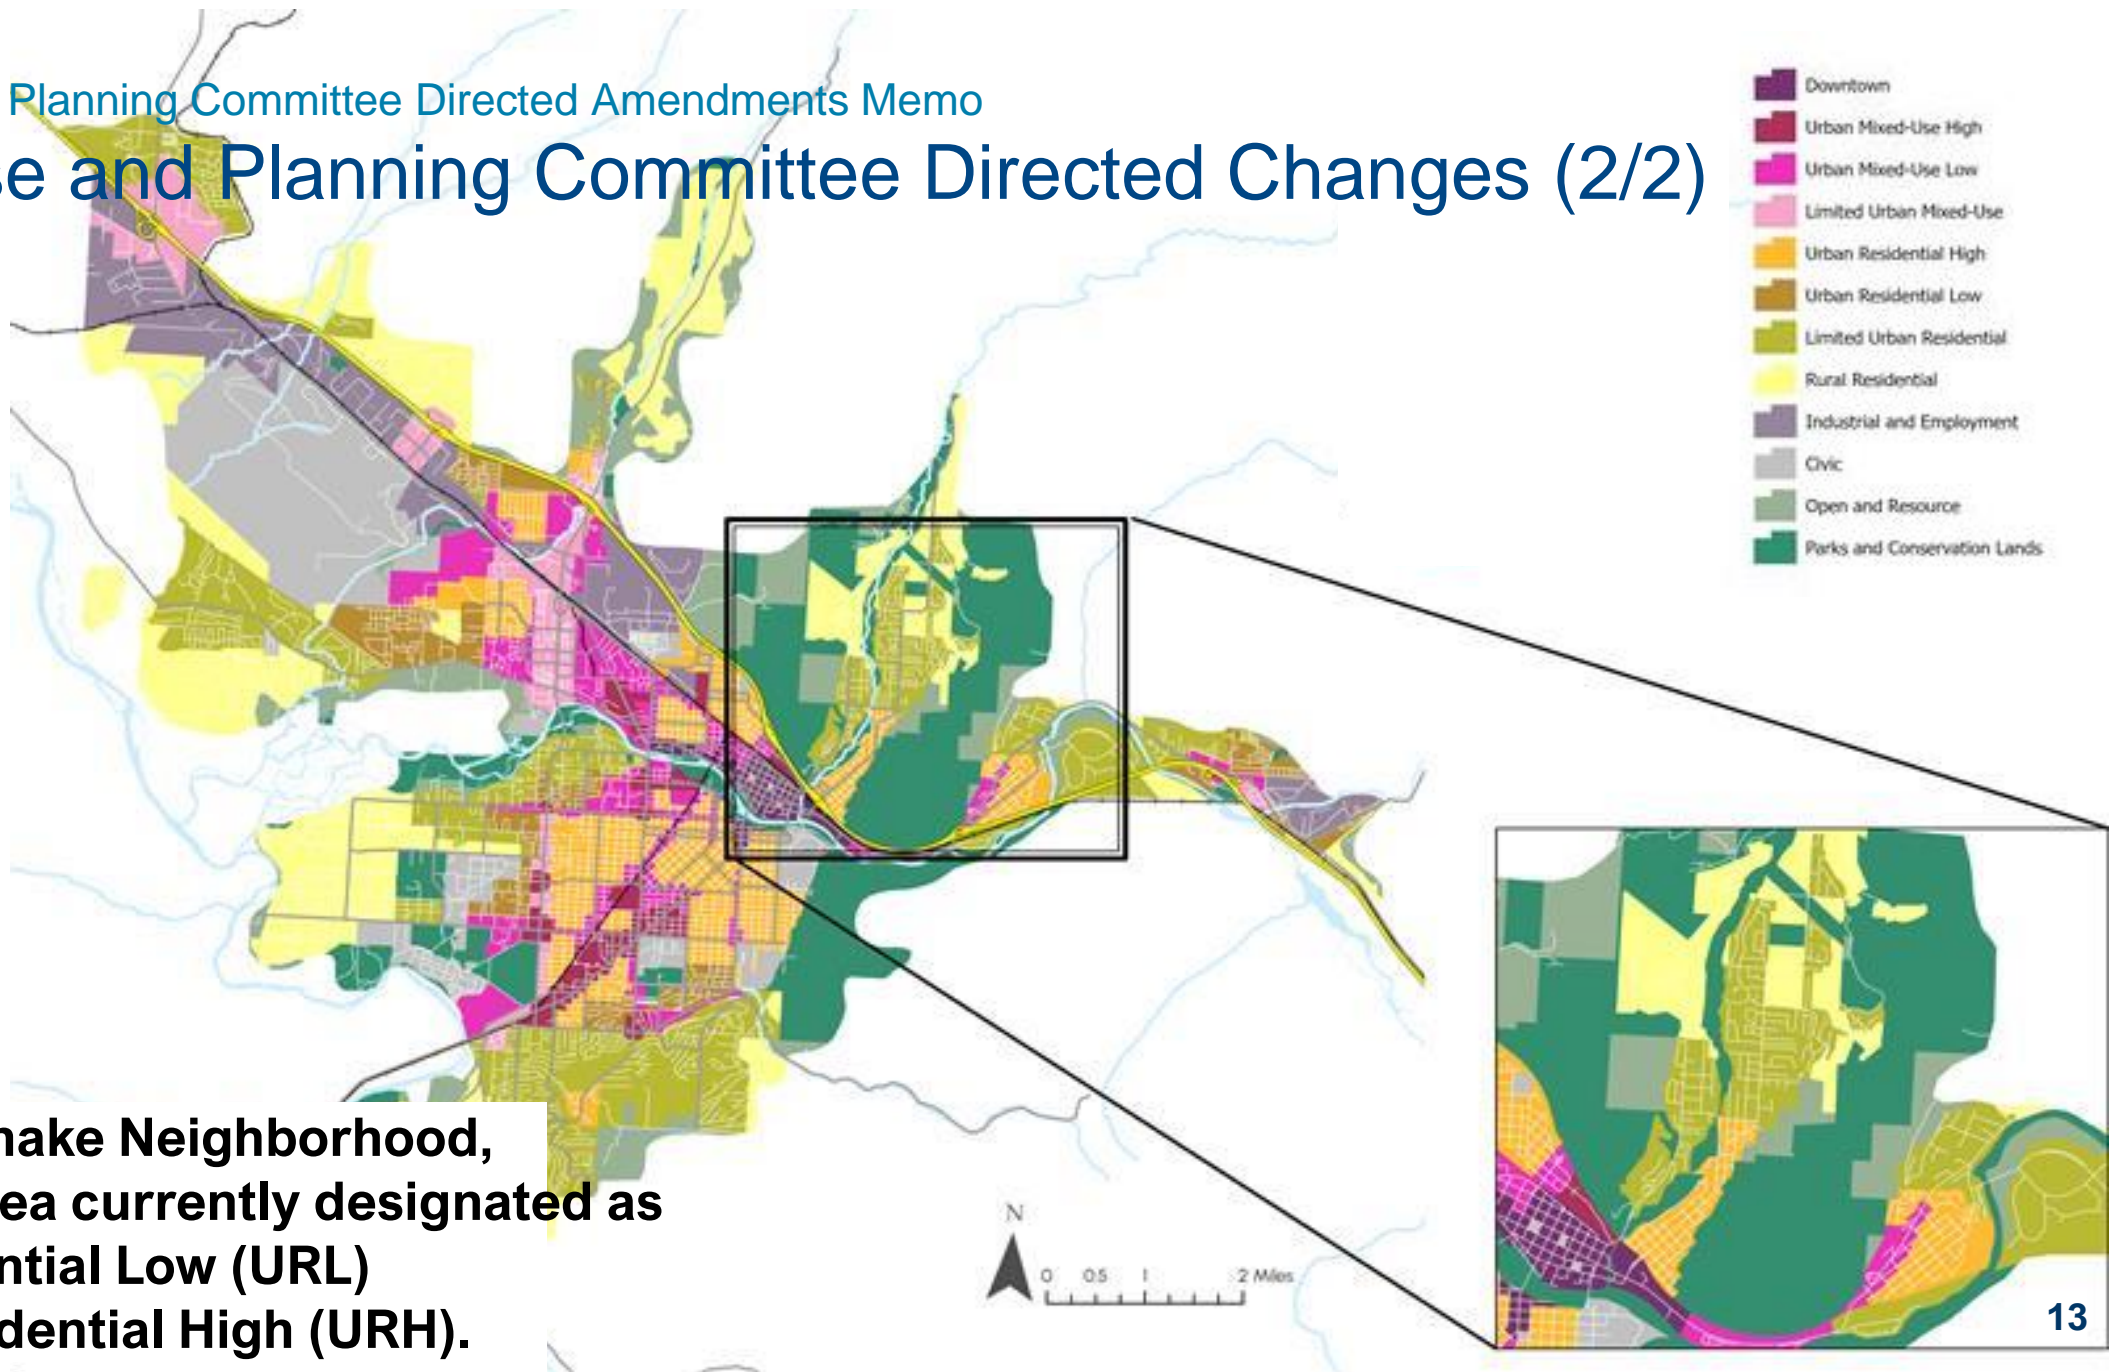 Planning Committee Directed Amendments Memo
se and Planning Committee Directed Changes (2/2)
Downtown
Urban Mixed-Use High
Urban Mixed-Use Low
Limited Urban Mixed-Use
Urban Residential High
Urban Residential Low
Limited Urban Residential
Rural Residential
Industrial and Employment
Civic
Open and Resource
Parks and Conservation Lands
nake Neighborhood,
ea currently designated as
ntial Low (URL)
dential High (URH).
N
0 0.5 1 2 Miles
13